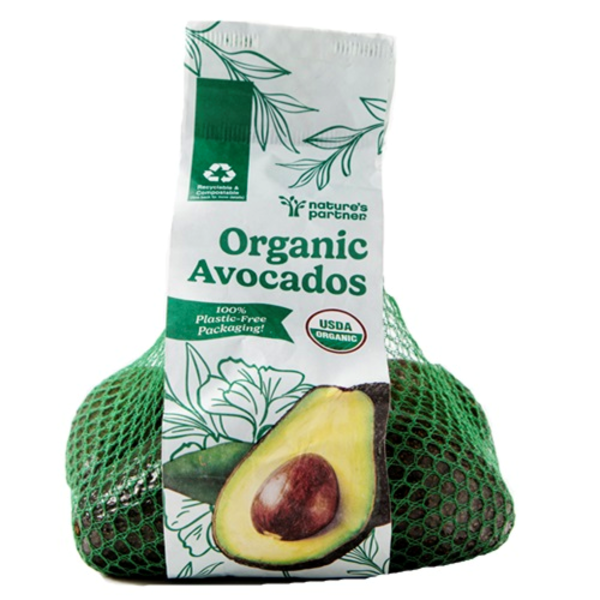 Recyclable &
Compostable
nature's
partner
Organic
Avocados
100%
Plastic-Free
Packaging!
USDA
ORGANIC